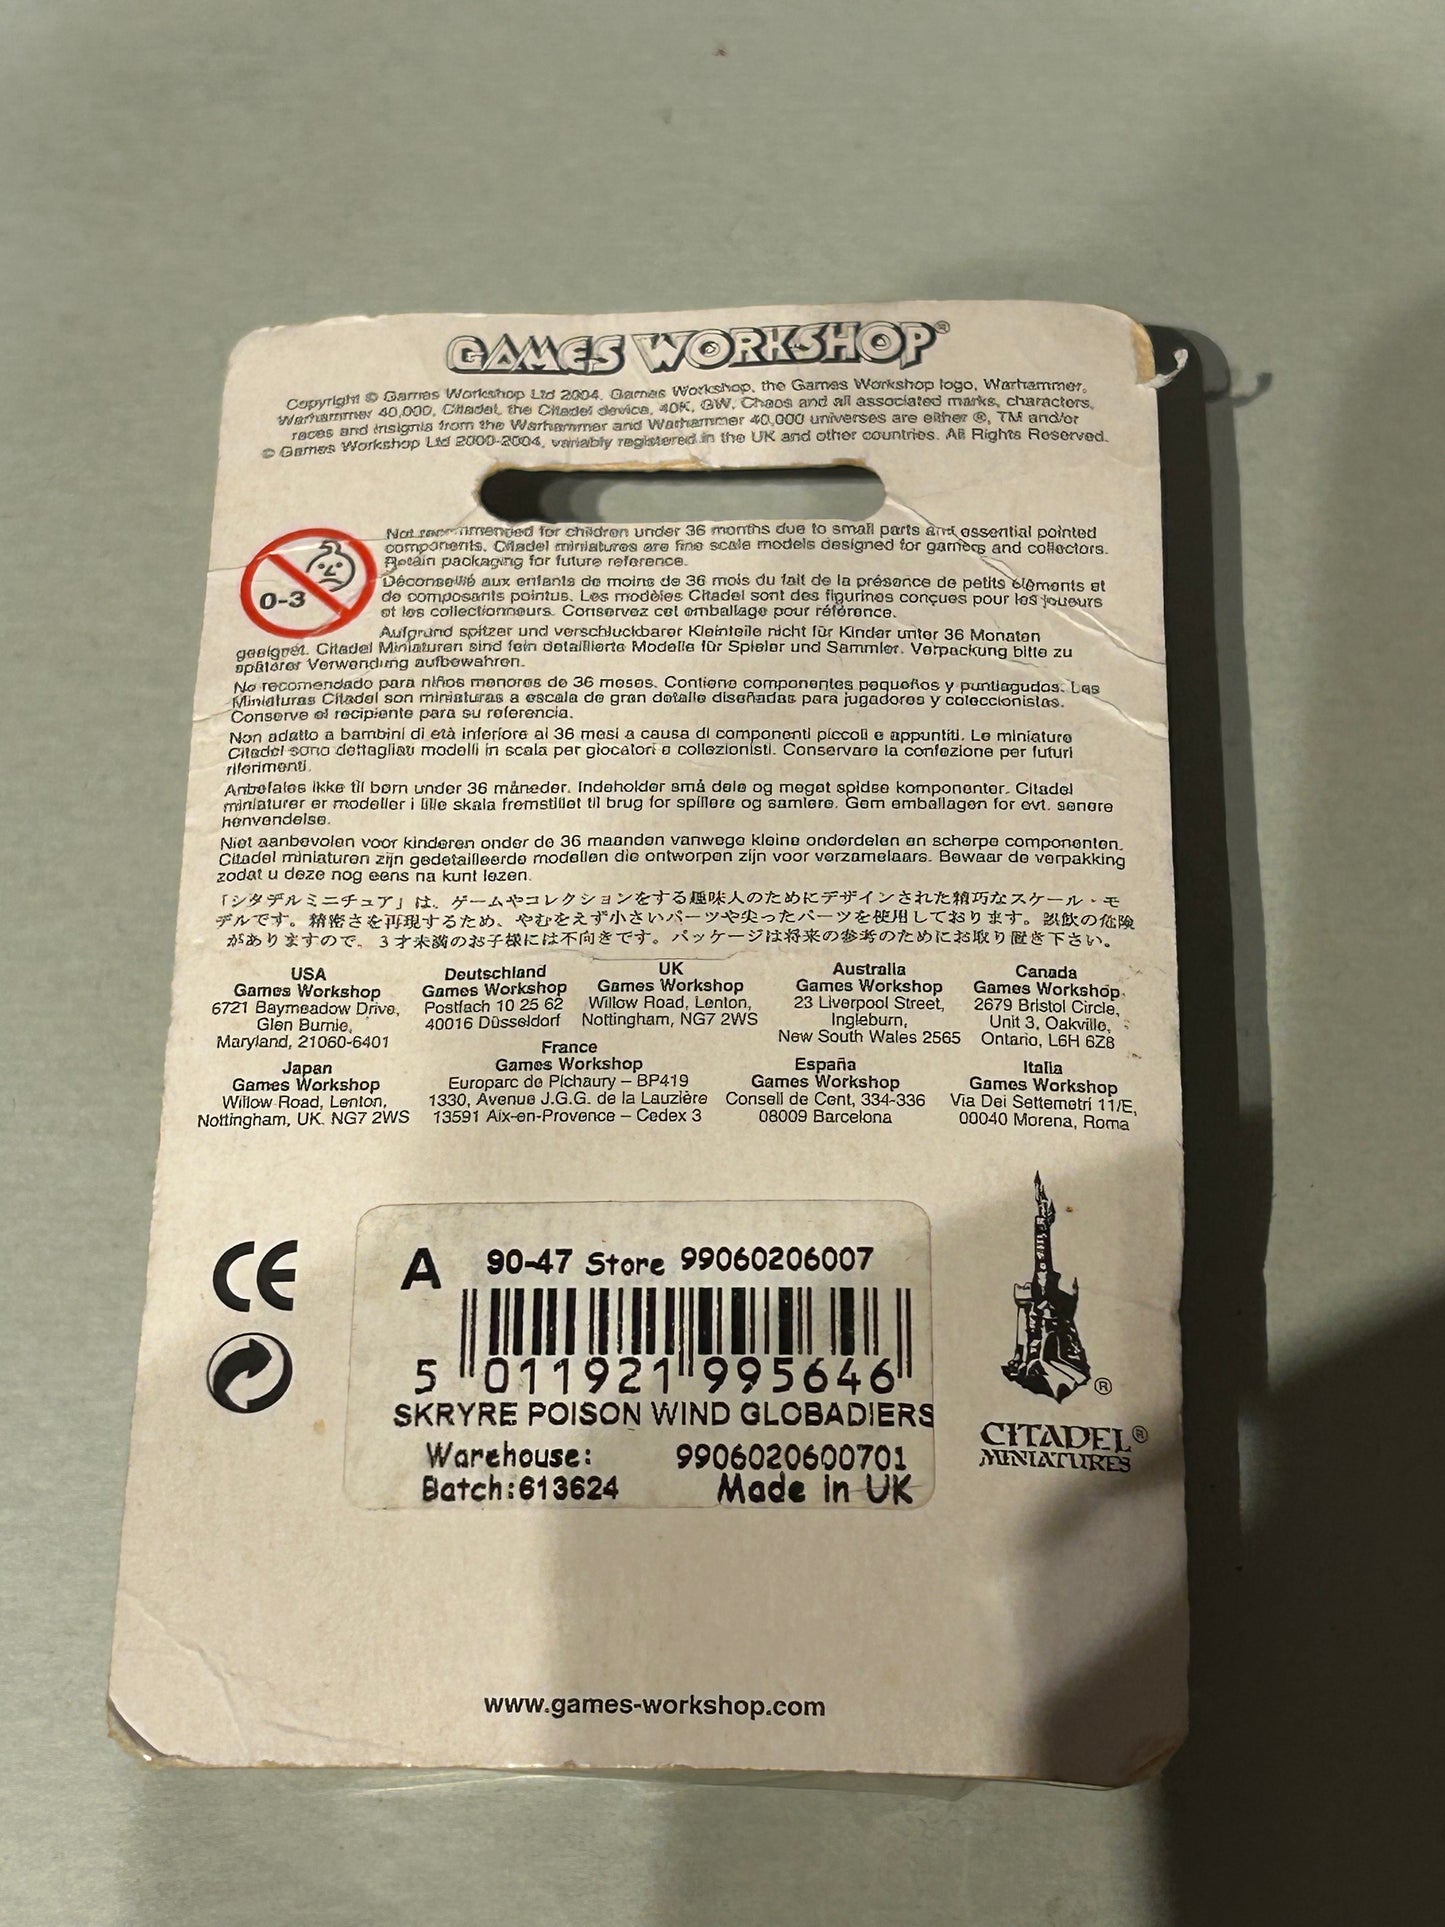 GAMES WORKSHOP®
Copyright © Games Workshop Ltd 2004. Games Workshop, the Games Workshop logo, Warhammer,
Warhammer 40,000, Citadel, the Citadel device, 40K, GW, Chaos and all associated marks, characters,
races and insignia from the Warhammer and Warhammer 40,000 universes are either ®, TM and/or
© Games Workshop Ltd 2000-2004, variably registered in the UK and other countries. All Rights Reserved.
0-3
Not recommended for children under 36 months due to small parts and essential pointed
components. Citadel miniatures are fine scale models designed for gamers and collectors.
Retain packaging for future reference.
Déconseillé aux enfants de moins de 36 mois du fait de la présence de petits éléments et
de composants pointus. Les modèles Citadel sont des figurines conçues pour les joueurs
et les collectionneurs. Conservez cet emballage pour référence.
Aufgrund spitzer und verschluckbarer Kleinteile nicht für Kinder unter 36 Monaten
geeignet. Citadel Miniaturen sind fein detaillierte Modelle für Spieler und Sammler. Verpackung bitte zu
späterer Verwendung aufbewahren.
No recomendado para niños menores de 36 meses. Contiene componentes pequeños y puntiagudos. Las
Miniaturas Citadel son miniaturas a escala de gran detalle diseñadas para jugadores y coleccionistas.
Conserve el recipiente para su referencia.
Non adatto a bambini di età inferiore ai 36 mesi a causa di componenti piccoli e appuntiti. Le miniature
Citadel sono dettagliati modelli in scala per giocatori e collezionisti. Conservare la confezione per futuri
riferimenti.
Anbefales ikke til børn under 36 måneder. Indeholder små dele og meget spidse komponenter. Citadel
miniaturer er modeller i lille skala fremstillet til brug for spillere og samlere. Gem emballagen for evt. senere
henvendelse.
Niet aanbevolen voor kinderen onder de 36 maanden vanwege kleine onderdelen en scherpe componenten.
Citadel miniaturen zijn gedetailleerde modellen die ontworpen zijn voor verzamelaars. Bewaar de verpakking
zodat u deze nog eens na kunt lezen.
「シタデルミニチュア」は、ゲームやコレクションをする趣味人のためにデザインされた精巧なスケール・モ
デルです。精密さを再現するため、やむをえず小さいパーツや尖ったパーツを使用しております。誤飲の危険
がありますので、3才未満のお子様には不向きです。パッケージは将来の参考のためにお取り置き下さい。
USA
Games Workshop
6721 Baymeadow Drive,
Glen Burnie,
Maryland, 21060-6401
Deutschland
Games Workshop
Postfach 10 25 62
40016 Düsseldorf
UK
Games Workshop
Willow Road, Lenton,
Nottingham, NG7 2WS
Australia
Games Workshop
23 Liverpool Street,
Ingleburn,
New South Wales 2565
Canada
Games Workshop
2679 Bristol Circle,
Unit 3, Oakville,
Ontario, L6H 6Z8
Japan
Games Workshop
Willow Road, Lenton,
Nottingham, UK. NG7 2WS
France
Games Workshop
Europarc de Pichaury – BP419
1330, Avenue J.G.G. de la Lauzière
13591 Aix-en-Provence – Cedex 3
España
Games Workshop
Consell de Cent, 334-336
08009 Barcelona
Italia
Games Workshop
Via Dei Settemetri 11/E,
00040 Morena, Roma
CE
A 90-47 Store 99060206007
5 011921 995646
SKRYRE POISON WIND GLOBADIERS
Warehouse: 9906020600701
Batch:613624 Made in UK
®
CITADEL®
MINIATURES
www.games-workshop.com